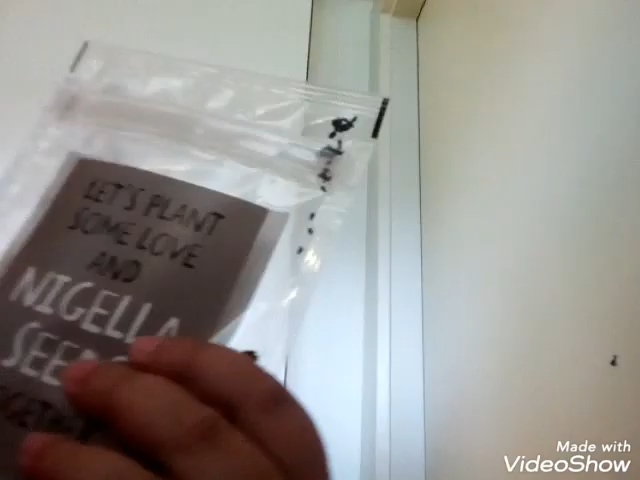 LET'S PLANT
SOME LOVE
AND
NIGELLA
Made with
VideoShow